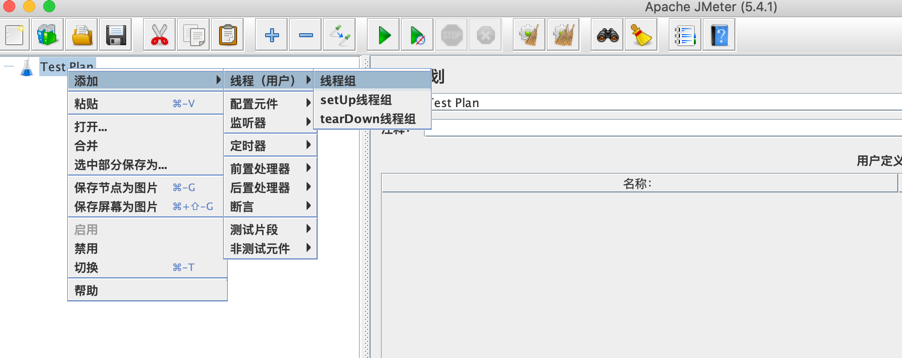 Apache JMeter (5.4.1)
STOP
Test Plan
添加
粘贴 ⌘-V
打开...
合并
选中部分保存为...
保存节点为图片 ⌘-G
保存屏幕为图片 ⌘+⇧-G
启用
禁用
切换 ⌘-T
帮助
线程（用户）
配置元件
监听器
定时器
前置处理器
后置处理器
断言
测试片段
非测试元件
线程组
setUp线程组
tearDown线程组
划
Test Plan
注释：
用户定义
名称: